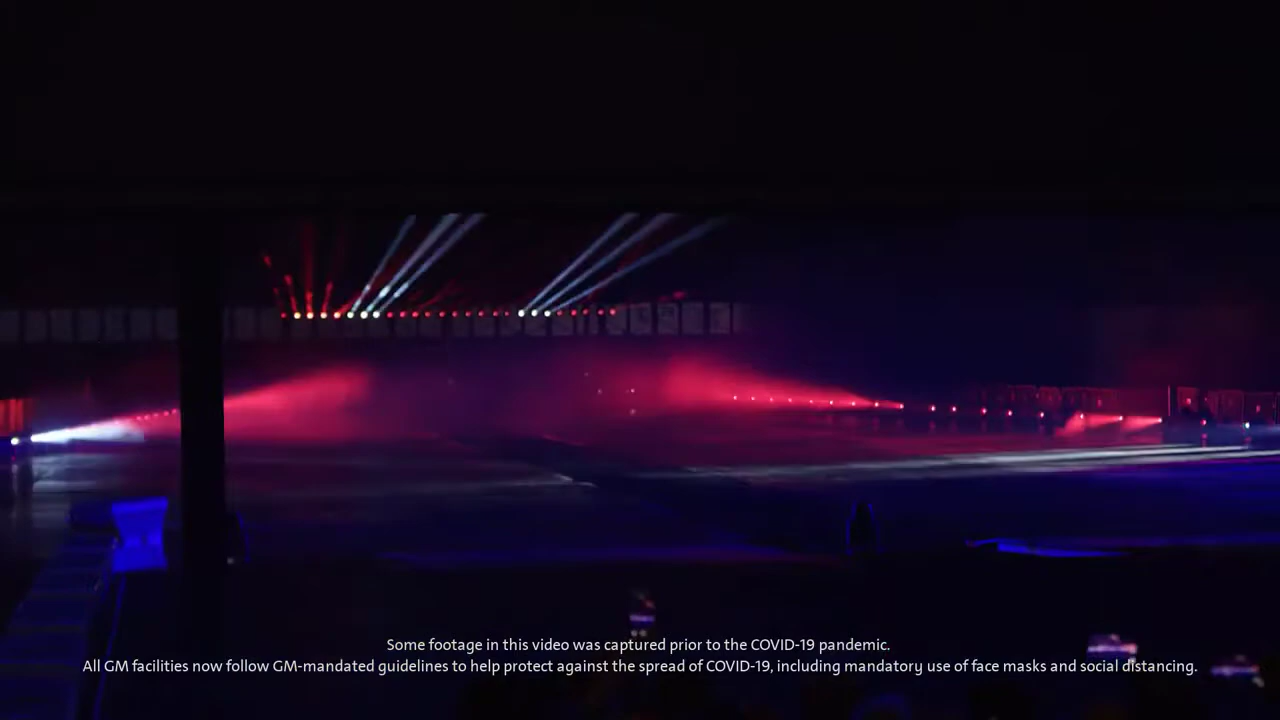 Some footage in this video was captured prior to the COVID-19 pandemic.
All GM facilities now follow GM-mandated guidelines to help protect against the spread of COVID-19, including mandatory use of face masks and social distancing.